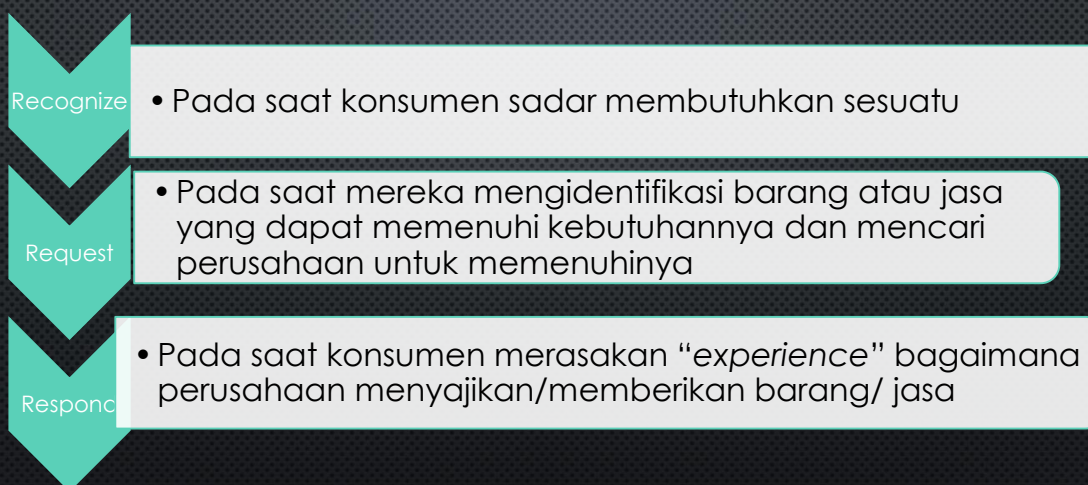 Recognize
• Pada saat konsumen sadar membutuhkan sesuatu
Request
• Pada saat mereka mengidentifikasi barang atau jasa
yang dapat memenuhi kebutuhannya dan mencari
perusahaan untuk memenuhinya
Respond
• Pada saat konsumen merasakan “experience” bagaimana
perusahaan menyajikan/memberikan barang/ jasa